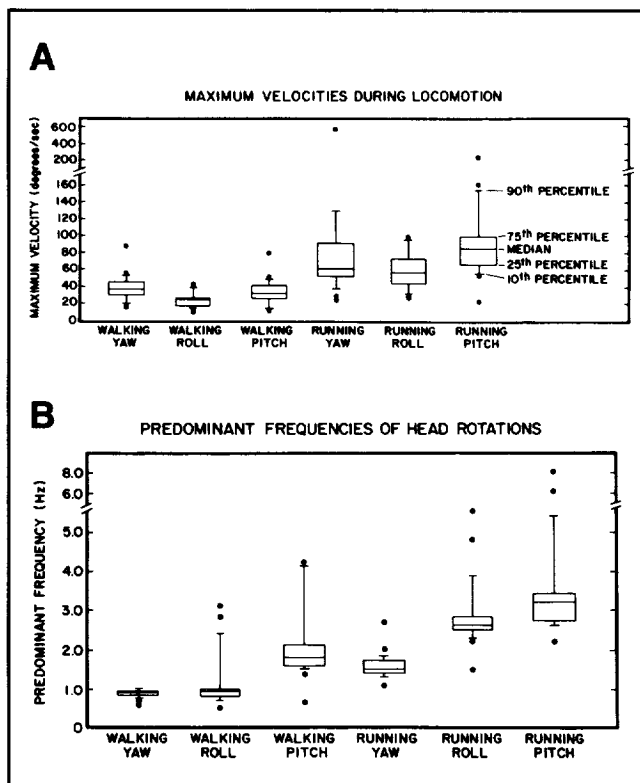 A
MAXIMUM VELOCITIES DURING LOCOMOTION
MAXIMUM VELOCITY (degrees/sec)
600
400
200
160
140
120
100
80
60
40
20
0
90th PERCENTILE
75th PERCENTILE
MEDIAN
25th PERCENTILE
10th PERCENTILE
WALKING YAW
WALKING ROLL
WALKING PITCH
RUNNING YAW
RUNNING ROLL
RUNNING PITCH
B
PREDOMINANT FREQUENCIES OF HEAD ROTATIONS
PREDOMINANT FREQUENCY (Hz)
8.0
6.0
5.0
4.0
3.0
2.0
1.0
0
WALKING YAW
WALKING ROLL
WALKING PITCH
RUNNING YAW
RUNNING ROLL
RUNNING PITCH